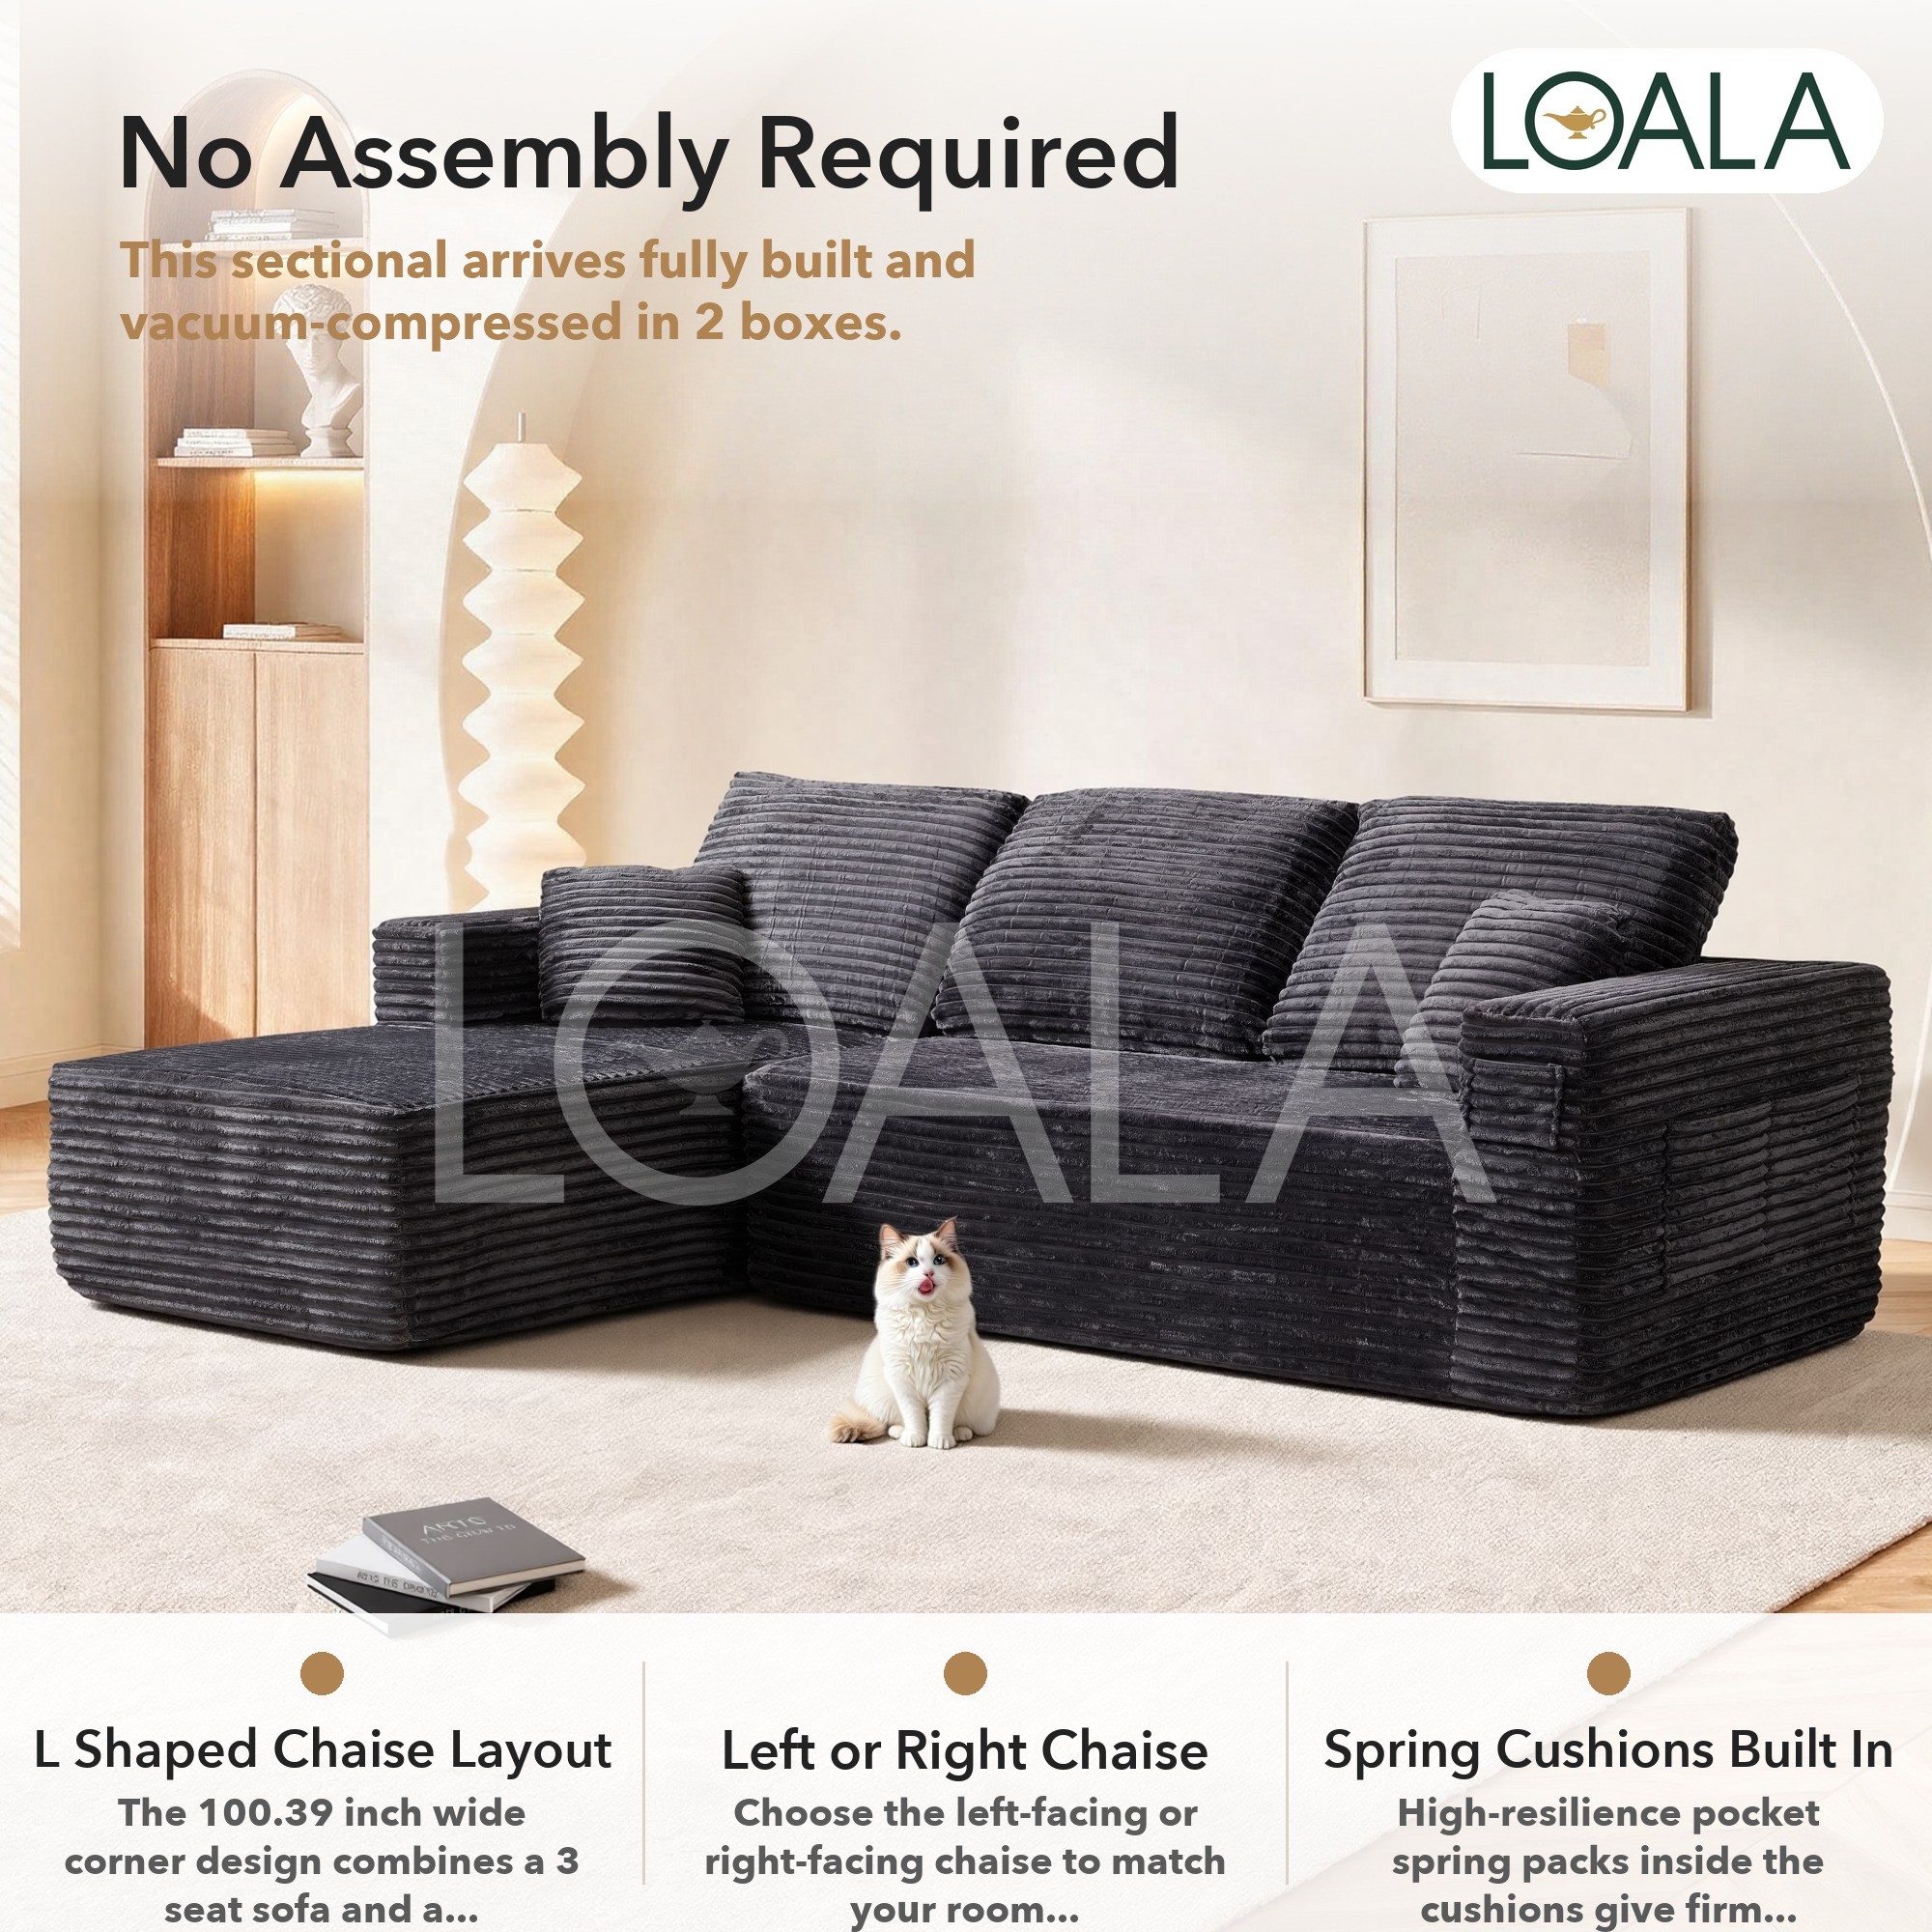 LOALA
No Assembly Required
This sectional arrives fully built and
vacuum-compressed in 2 boxes.
LOALA
ARTS
L Shaped Chaise Layout
The 100.39 inch wide
corner design combines a 3
seat sofa and a...
Left or Right Chaise
Choose the left-facing or
right-facing chaise to match
your room...
Spring Cushions Built In
High-resilience pocket
spring packs inside the
cushions give firm...